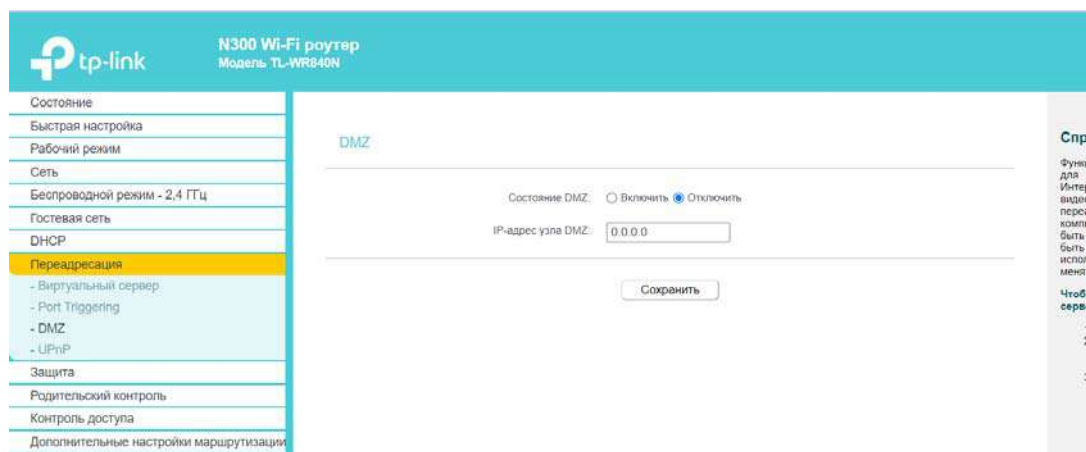 tp-link
N300 Wi-Fi роутер
Модель TL-WR840N
Состояние
Быстрая настройка
Рабочий режим
Сеть
Беспроводной режим - 2,4 ГГц
Гостевая сеть
DHCP
Переадресация
- Виртуальный сервер
- Port Triggering
- DMZ
- UPnP
Защита
Родительский контроль
Контроль доступа
Дополнительные настройки маршрутизации
DMZ
Состояние DMZ: Включить Отключить
IP-адрес узла DMZ: 0.0.0.0
Сохранить
Спр
Функ
для
Интер
видео
переа
комп
быть
быть
испол
меня
Чтоб
серв